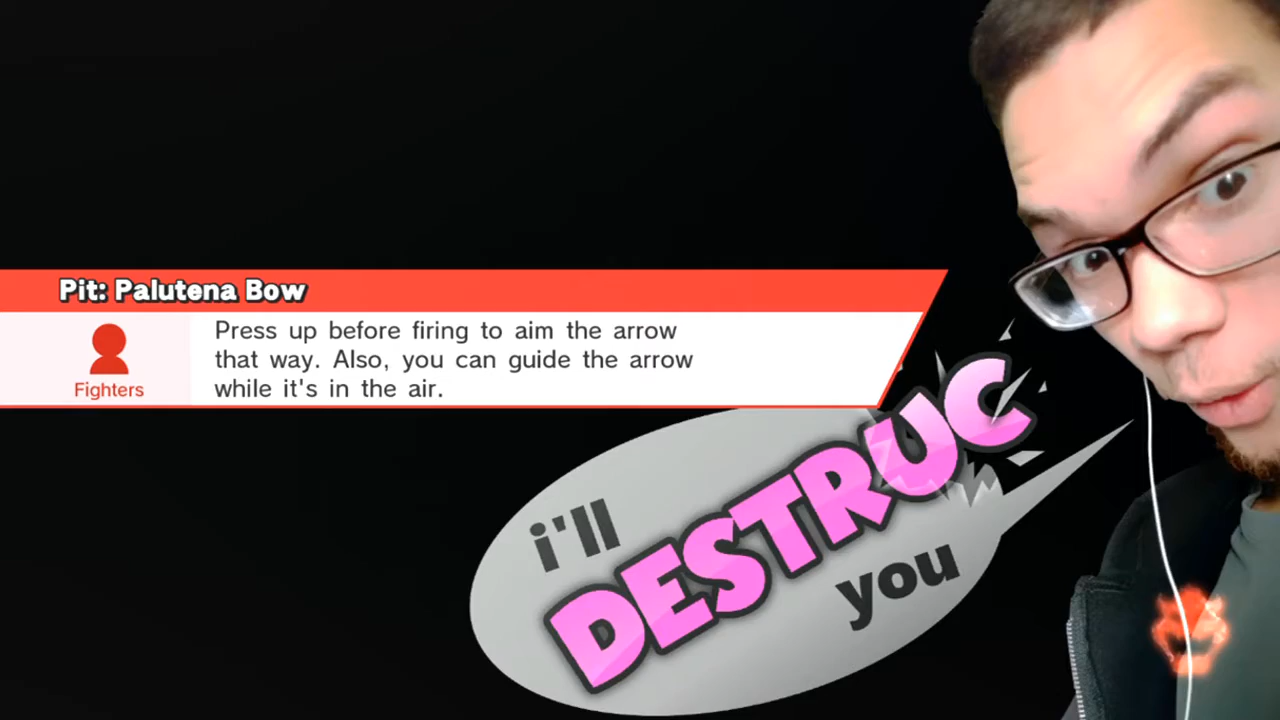 Pit: Palutena Bow
Press up before firing to aim the arrow
that way. Also, you can guide the arrow
while it's in the air.
Fighters
i'll
DESTRUC
you